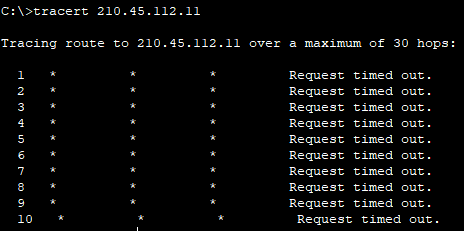 C:\>tracert 210.45.112.11
Tracing route to 210.45.112.11 over a maximum of 30 hops:
1 * * * Request timed out.
2 * * * Request timed out.
3 * * * Request timed out.
4 * * * Request timed out.
5 * * * Request timed out.
6 * * * Request timed out.
7 * * * Request timed out.
8 * * * Request timed out.
9 * * * Request timed out.
10 * * * Request timed out.